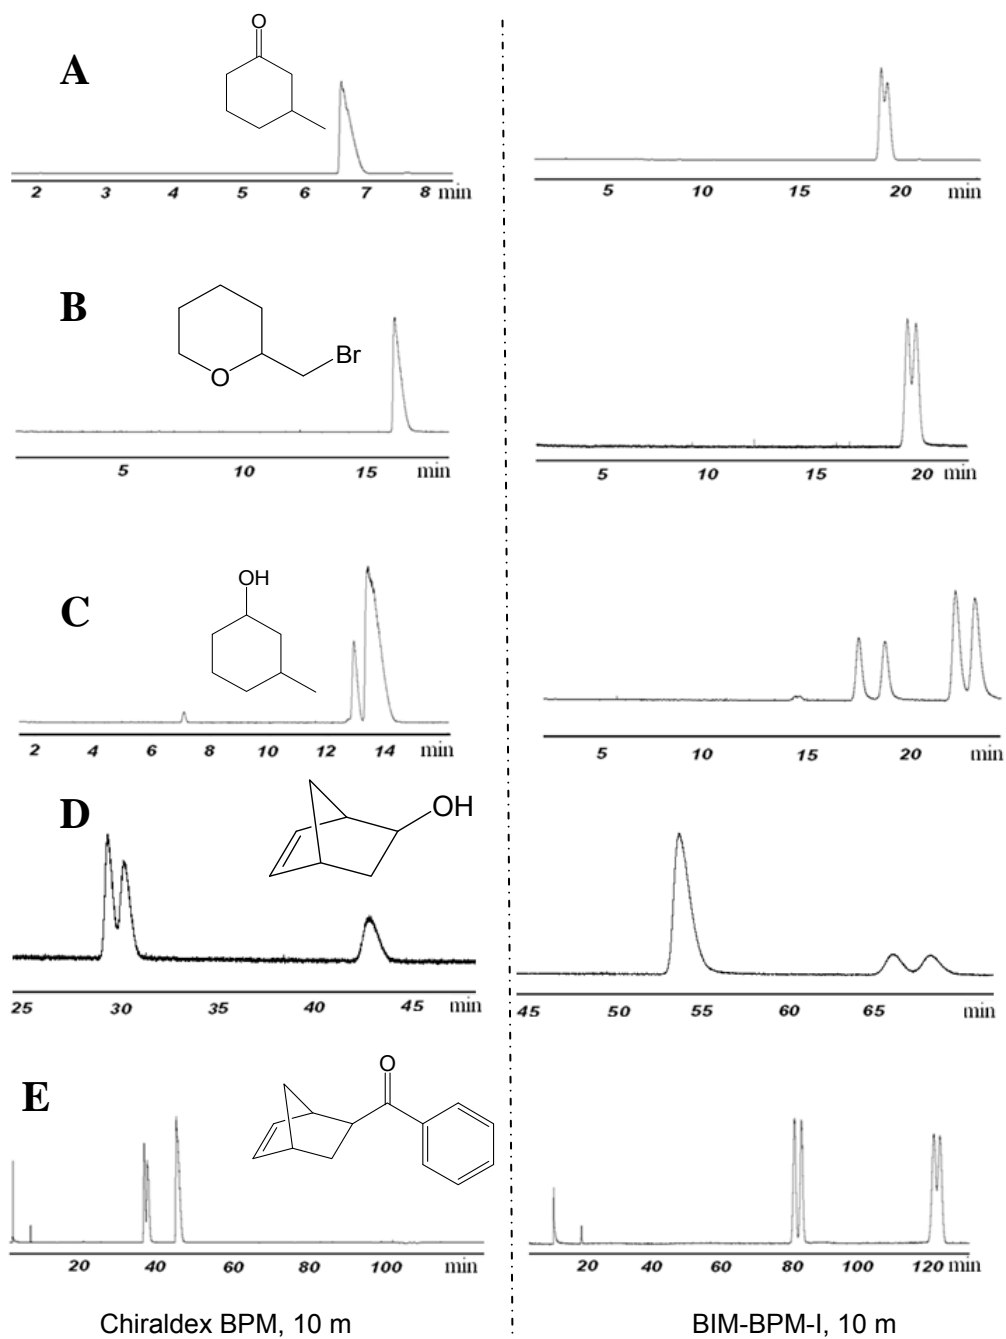 A
O
2 3 4 5 6 7 8 min
5 10 15 20 min
B
O Br
5 10 15 min
5 10 15 20 min
C
OH
2 4 6 8 10 12 14 min
5 10 15 20 min
D
OH
25 30 35 40 45 min
45 50 55 60 65 min
E
O
20 40 60 80 100 min
20 40 60 80 100 120 min
Chiraldex BPM, 10 m
BIM-BPM-I, 10 m